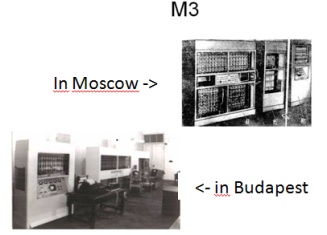 M3
In Moscow ->
<- in Budapest